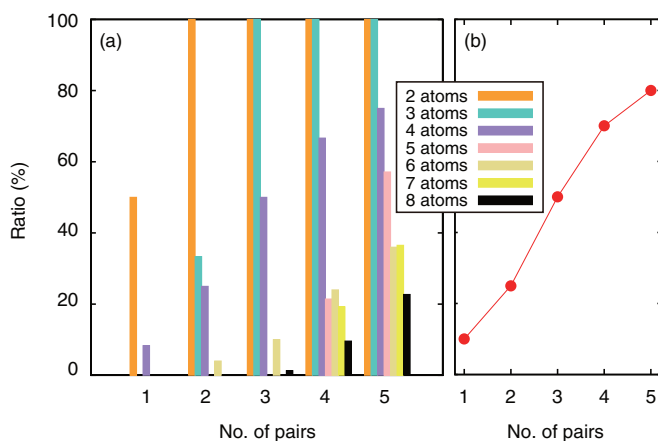 (a)
(b)
100
80
60
40
20
0
Ratio (%)
2 atoms
3 atoms
4 atoms
5 atoms
6 atoms
7 atoms
8 atoms
1 2 3 4 5
1 2 3 4 5
No. of pairs
No. of pairs